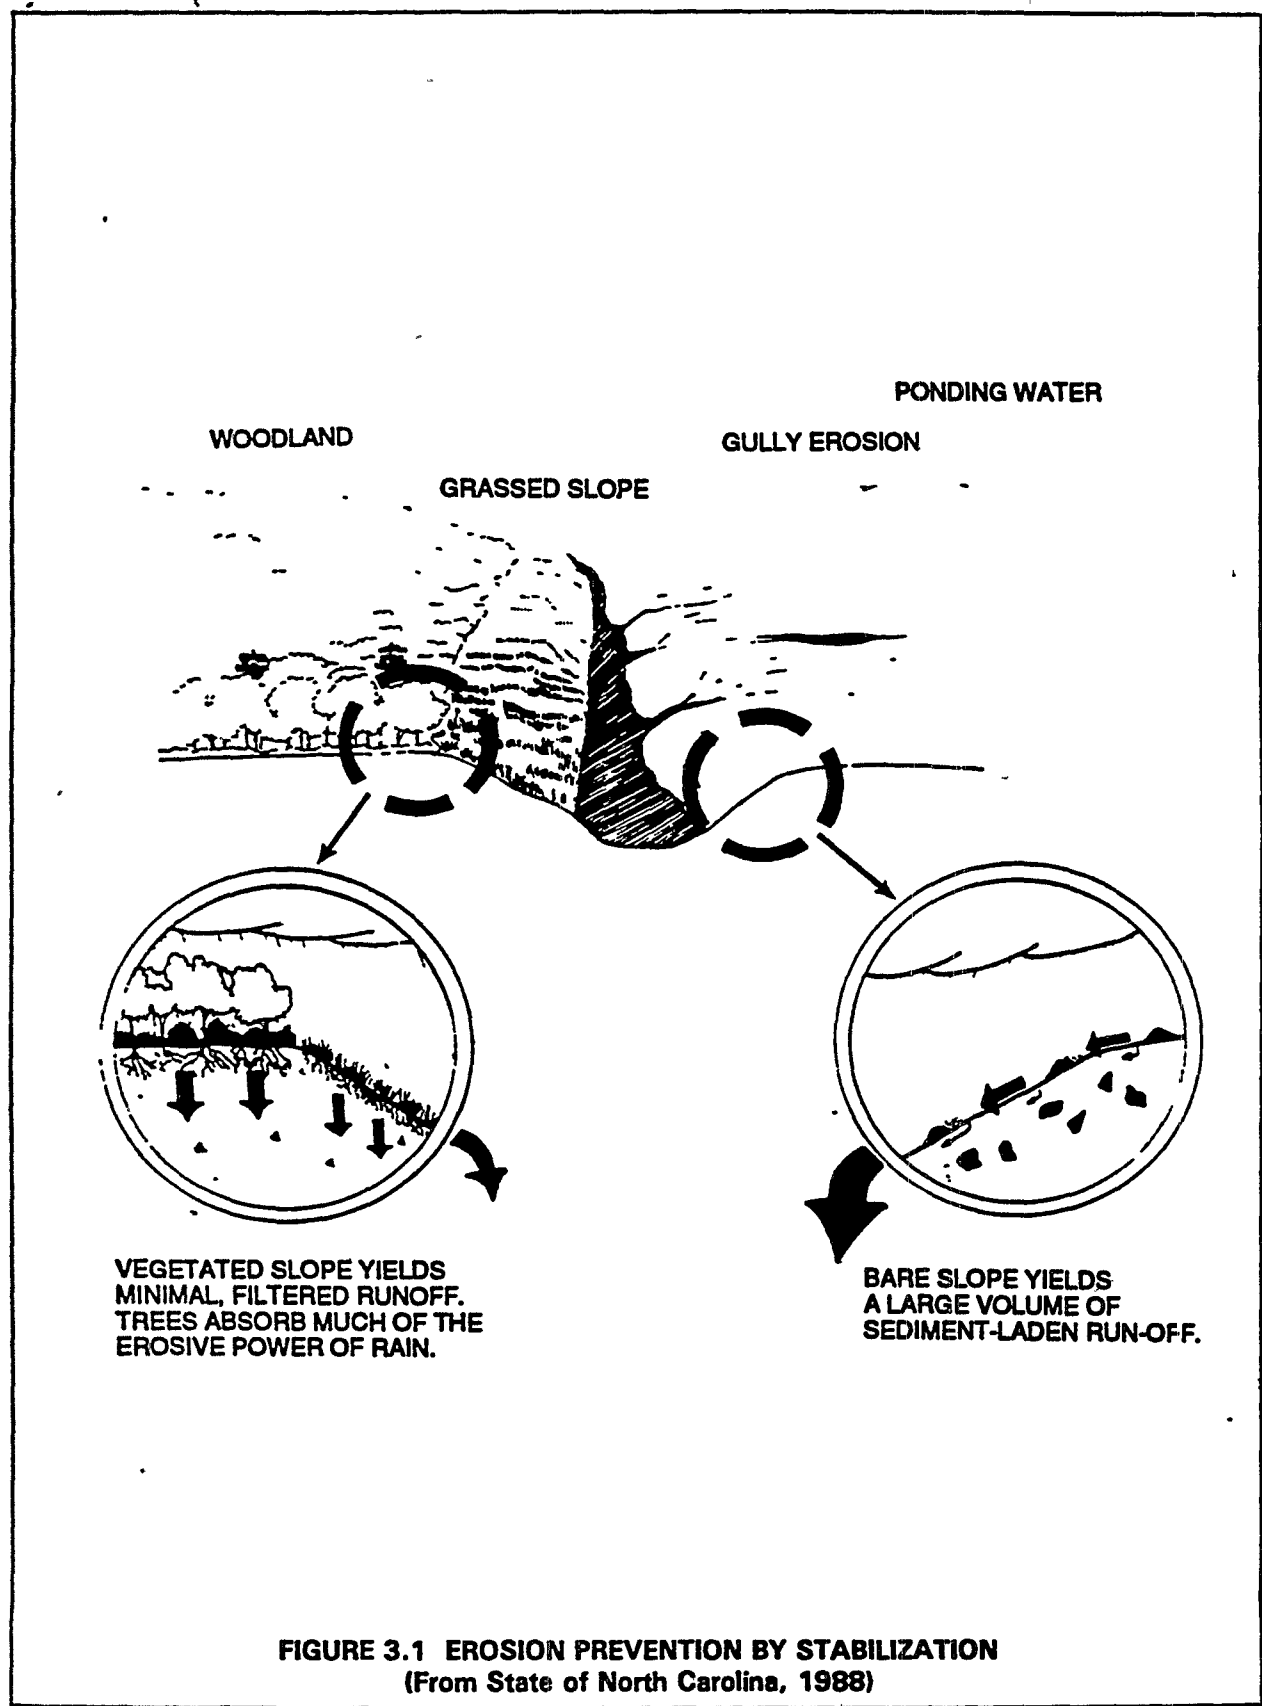 PONDING WATER
WOODLAND
GULLY EROSION
GRASSED SLOPE
VEGETATED SLOPE YIELDS
MINIMAL, FILTERED RUNOFF.
TREES ABSORB MUCH OF THE
EROSIVE POWER OF RAIN.
BARE SLOPE YIELDS
A LARGE VOLUME OF
SEDIMENT-LADEN RUN-OFF.
FIGURE 3.1 EROSION PREVENTION BY STABILIZATION
(From State of North Carolina, 1988)